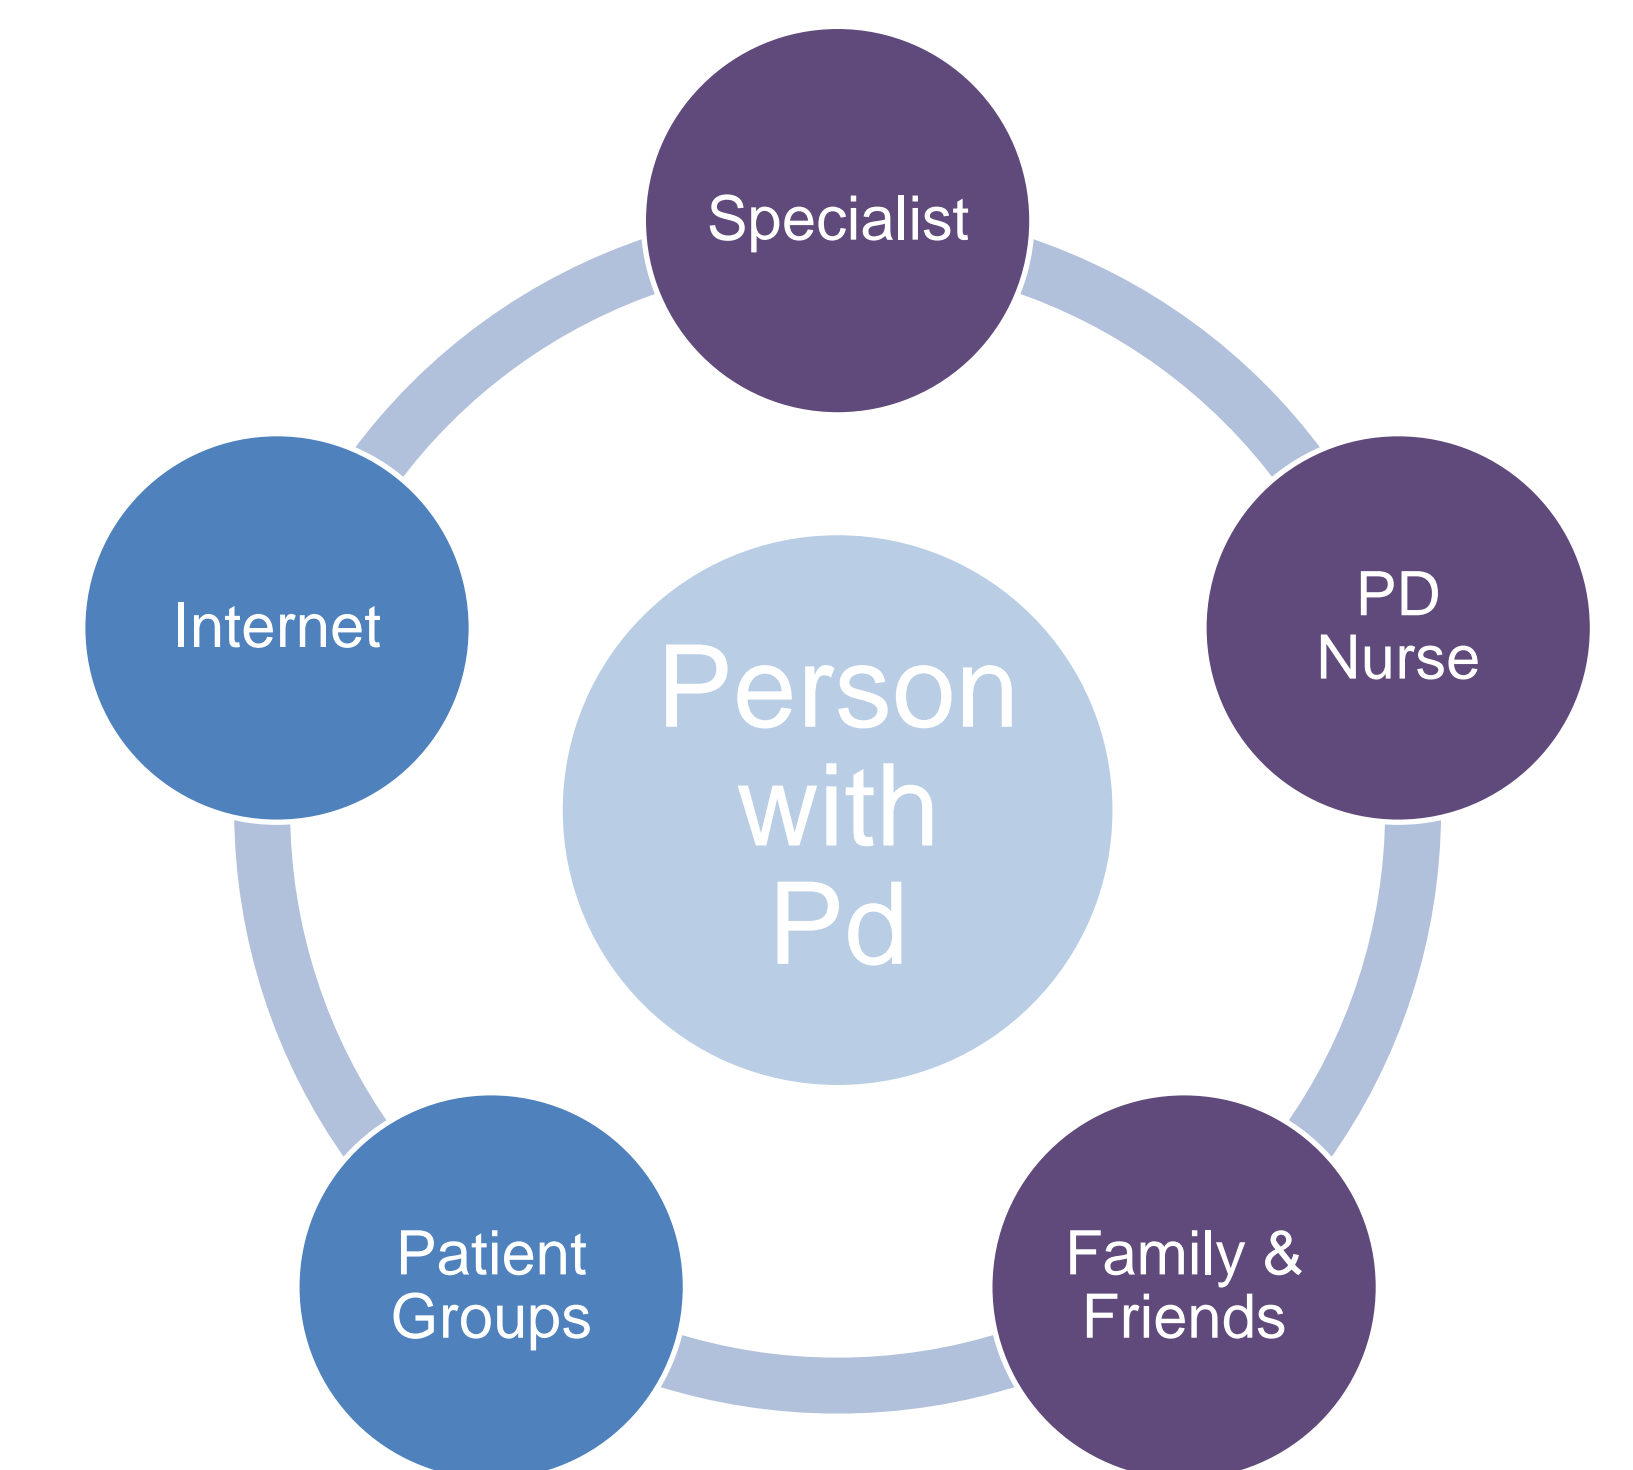 Specialist
PD
Nurse
Family &
Friends
Patient
Groups
Internet
Person
with
Pd